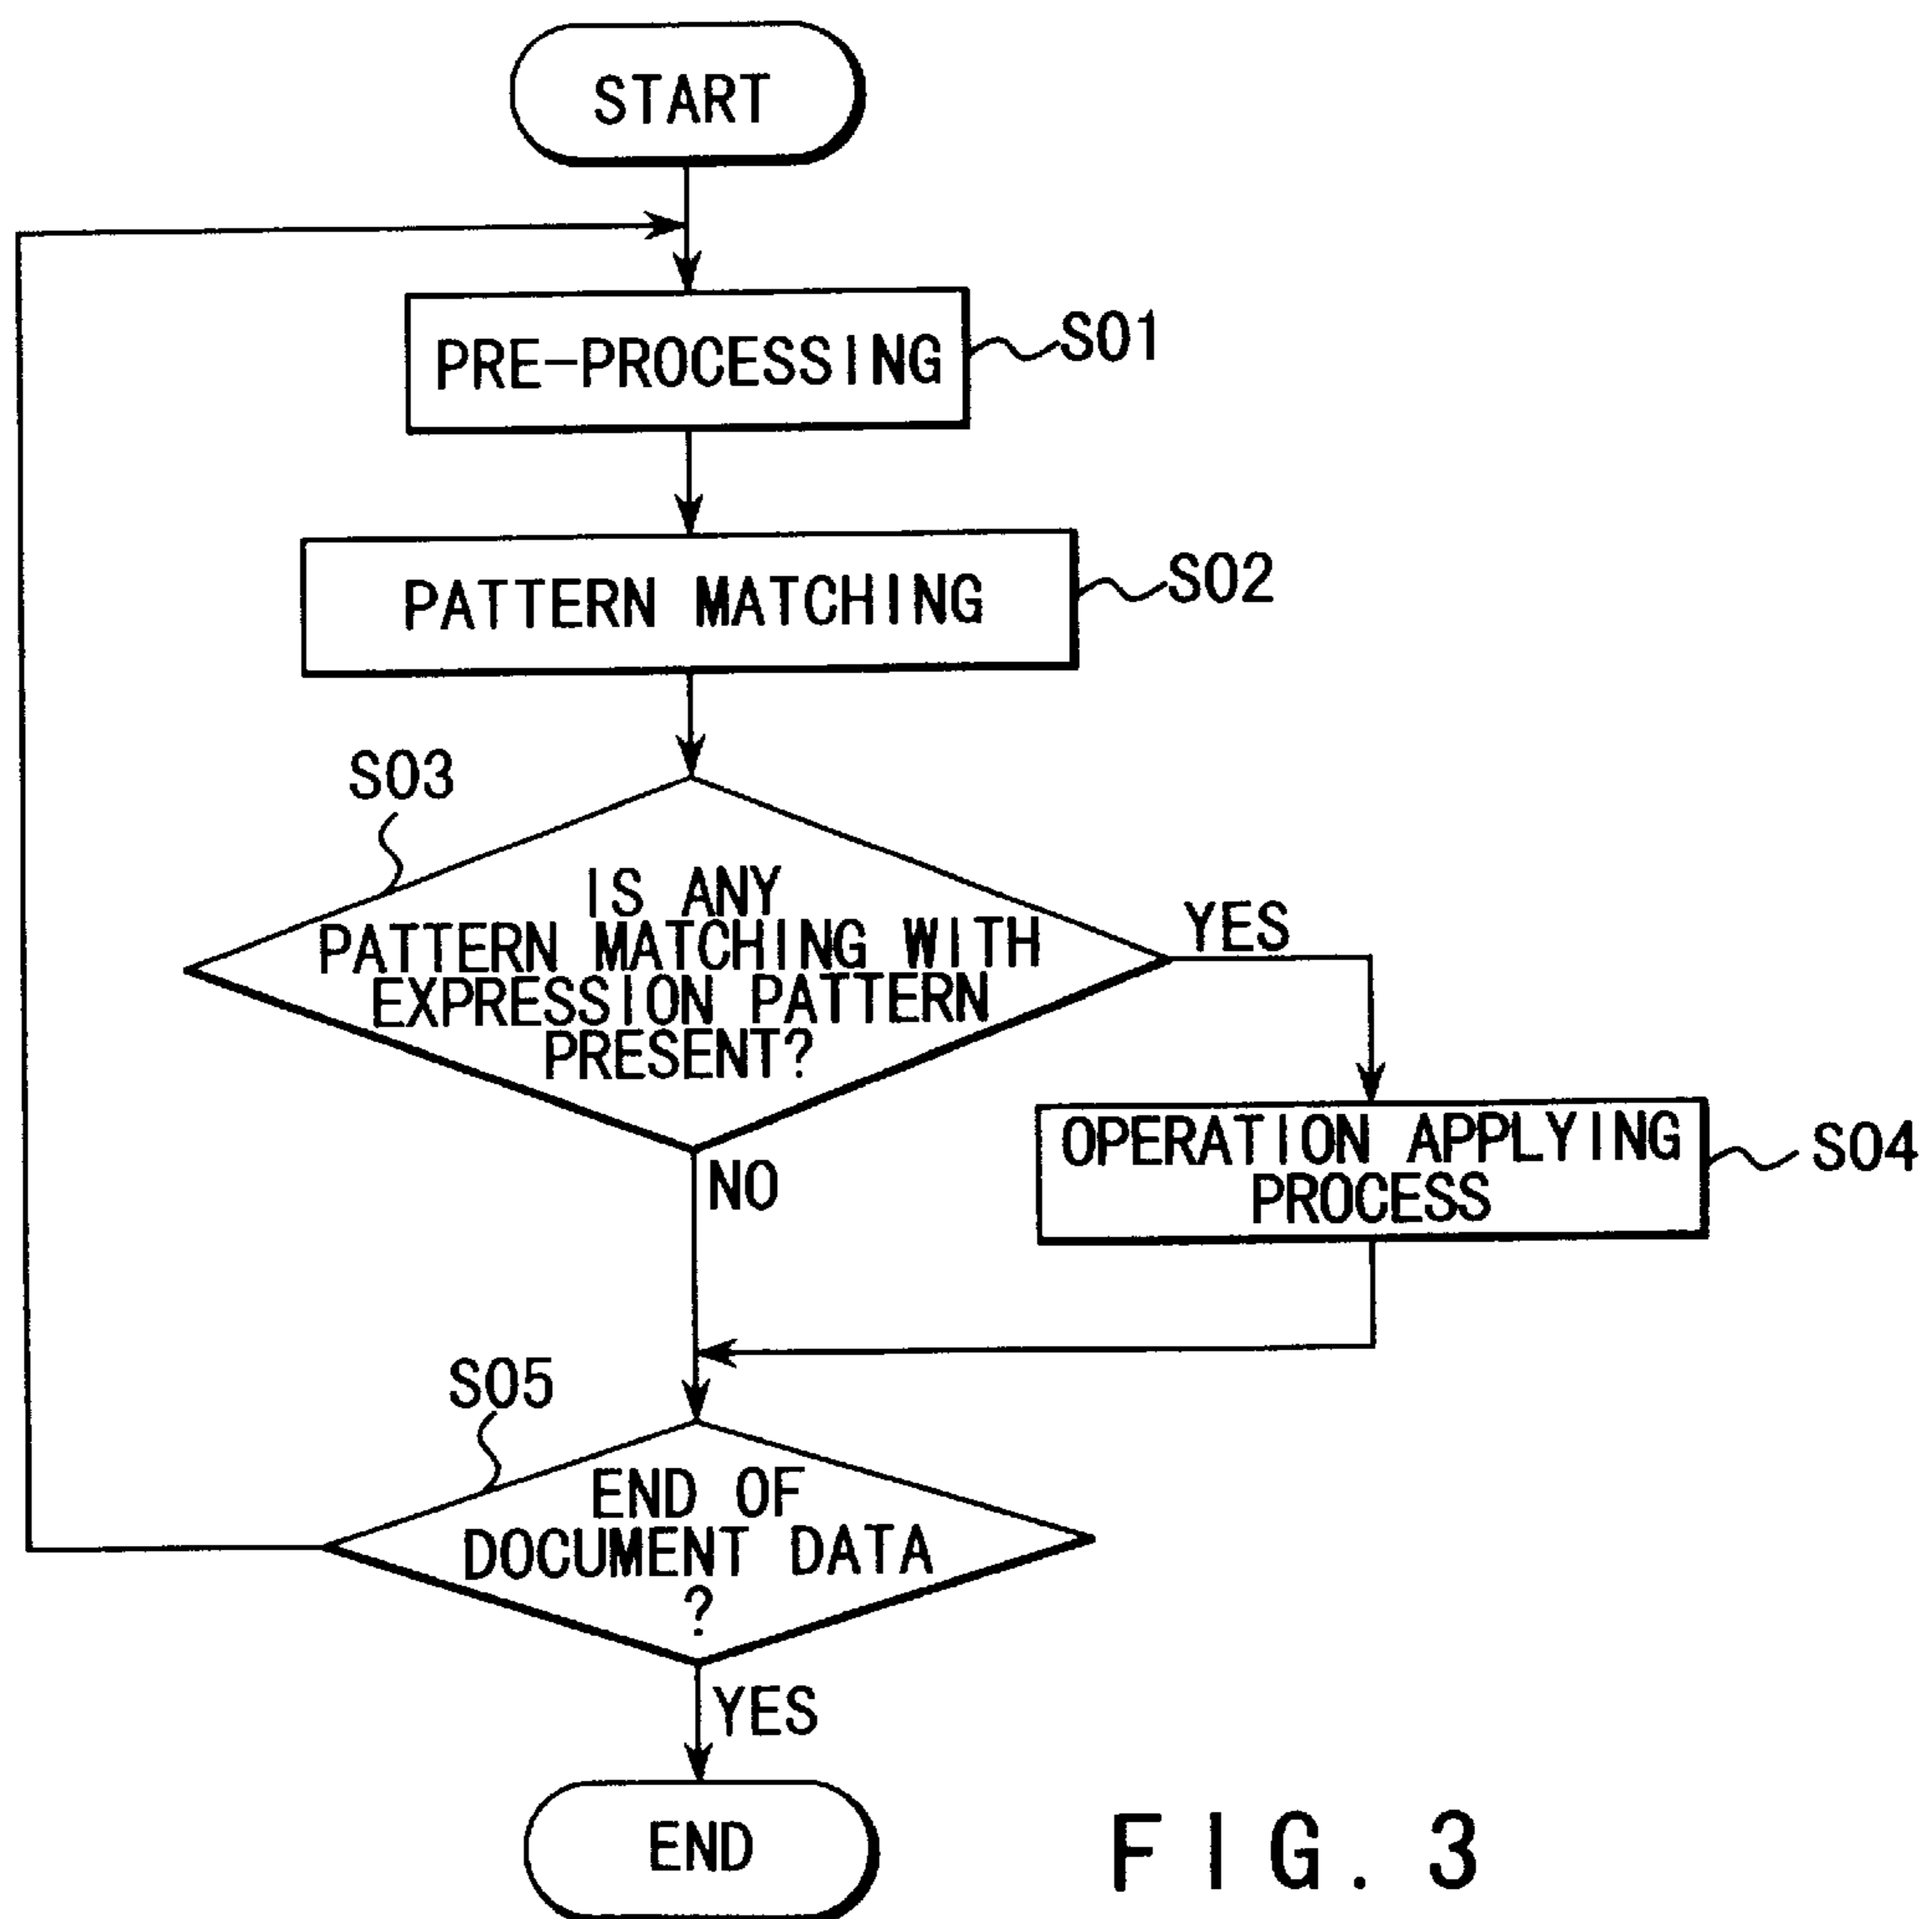 START
PRE-PROCESSING
S01
PATTERN MATCHING
S02
S03
IS ANY
PATTERN MATCHING WITH
EXPRESSION PATTERN
PRESENT?
YES
NO
OPERATION APPLYING
PROCESS
S04
S05
END OF
DOCUMENT DATA
?
YES
END
FIG. 3